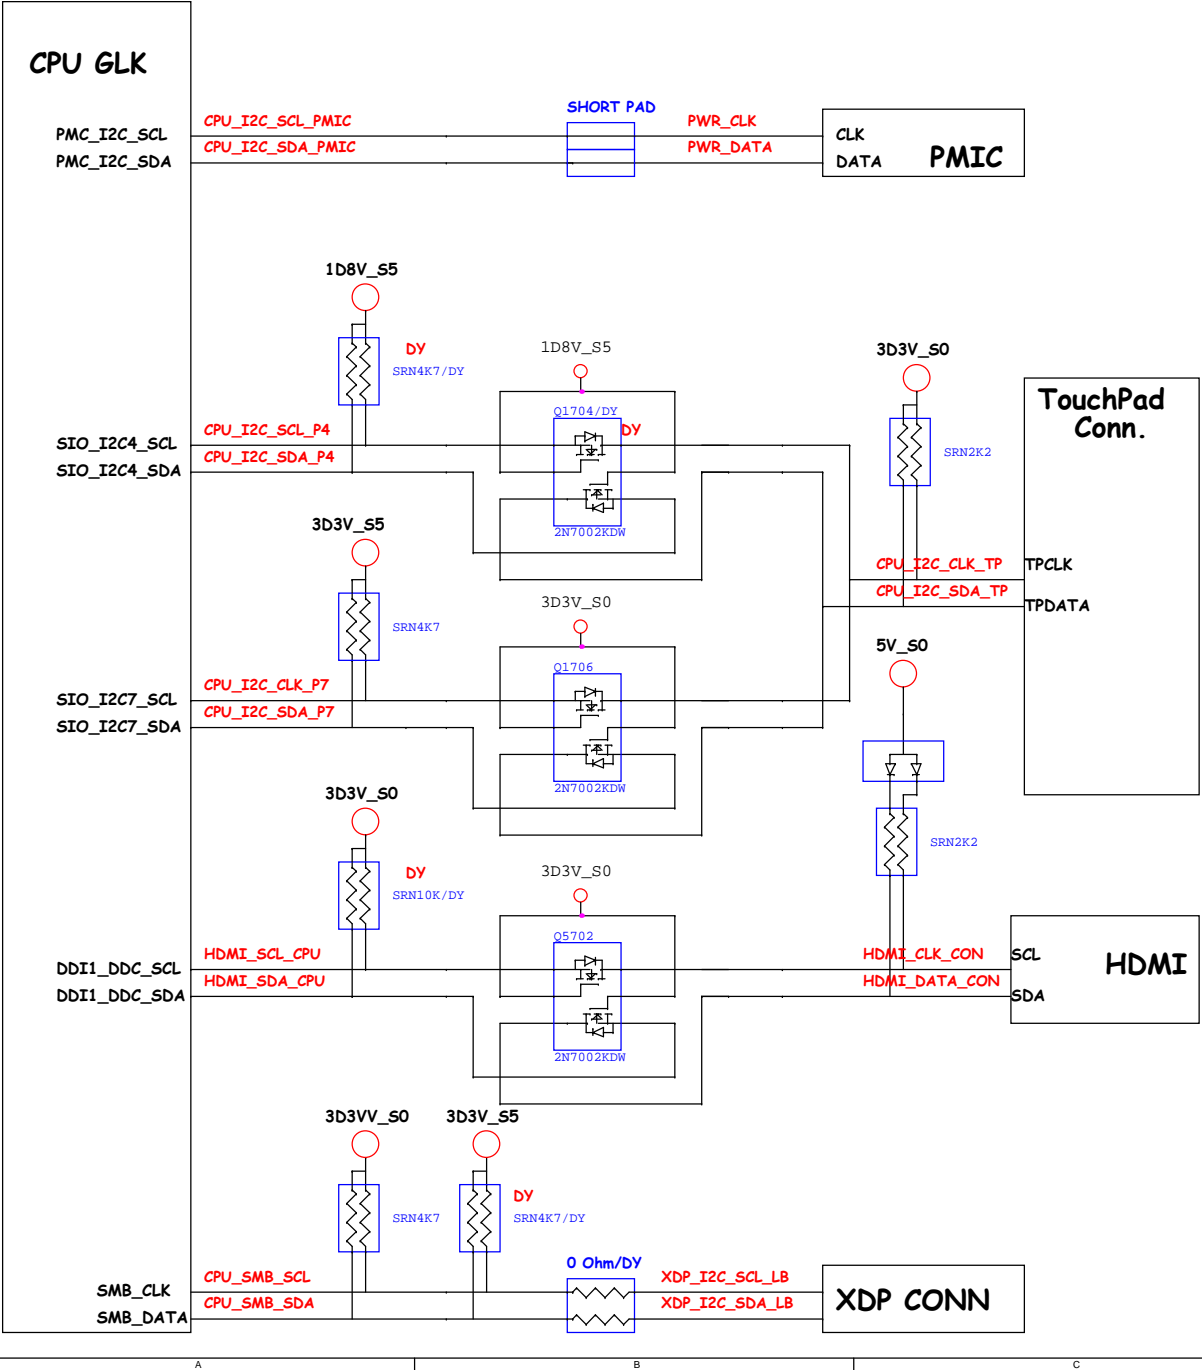 CPU GLK
SHORT PAD
CPU_I2C_SCL_PMIC
PWR_CLK
PMC_I2C_SCL
CLK
CPU_I2C_SDA_PMIC
PWR_DATA
PMC_I2C_SDA
DATA
PMIC
1D8V_S5
DY
SRN4K7/DY
1D8V_S5
3D3V_S0
TouchPad
Conn.
Q1704/DY
DY
CPU_I2C_SCL_P4
SIO_I2C4_SCL
CPU_I2C_SDA_P4
SIO_I2C4_SDA
SRN2K2
3D3V_S5
2N7002KDW
CPU_I2C_CLK_TP
TPCLK
CPU_I2C_SDA_TP
TPDATA
3D3V_S0
SRN4K7
5V_S0
Q1706
CPU_I2C_CLK_P7
SIO_I2C7_SCL
CPU_I2C_SDA_P7
SIO_I2C7_SDA
2N7002KDW
3D3V_S0
SRN2K2
DY
SRN10K/DY
3D3V_S0
Q5702
HDMI_SCL_CPU
HDMI_CLK_CON
SCL
HDMI
DDI1_DDC_SCL
HDMI_SDA_CPU
HDMI_DATA_CON
DDI1_DDC_SDA
SDA
2N7002KDW
3D3VV_S0
3D3V_S5
DY
SRN4K7
SRN4K7/DY
0 Ohm/DY
CPU_SMB_SCL
XDP_I2C_SCL_LB
SMB_CLK
CPU_SMB_SDA
XDP_I2C_SDA_LB
XDP CONN
SMB_DATA
A
B
C